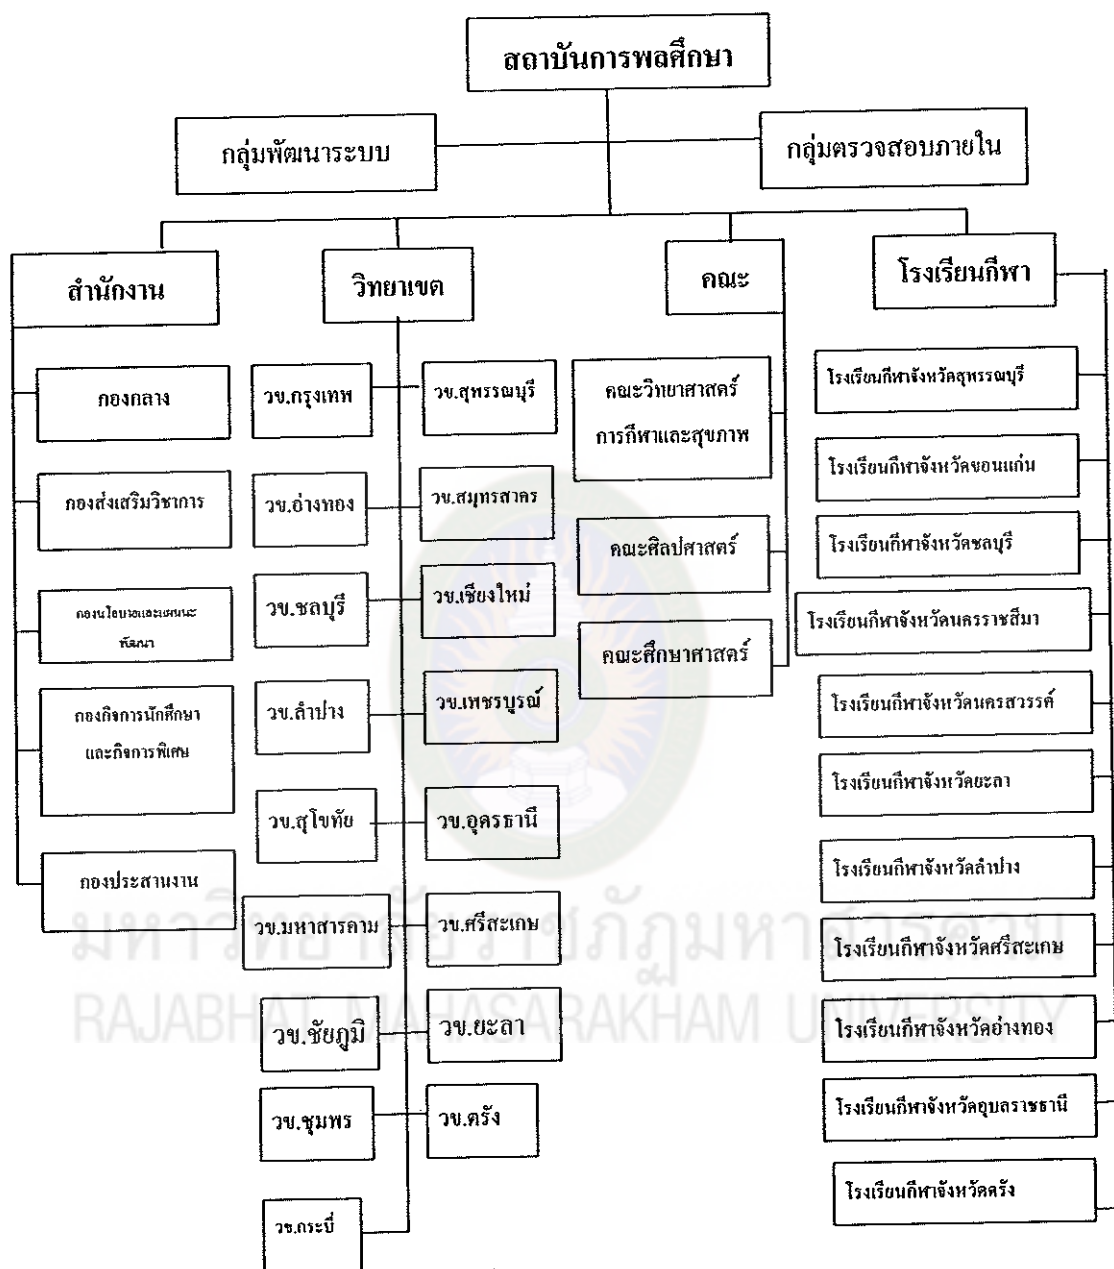 สถาบันการพลศึกษา
กลุ่มพัฒนาระบบ
กลุ่มตรวจสอบภายใน
สำนักงาน
วิทยาเขต
คณะ
โรงเรียนกีฬา
กองกลาง
กองส่งเสริมวิชาการ
กองนโยบายและแผนนะ
พัฒนา
กองกิจการนักศึกษา
และกิจการพิเศษ
กองประสานงาน
วข.กรุงเทพ
วข.สุพรรณบุรี
วข.อ่างทอง
วข.สมุทรสาคร
วข.ชลบุรี
วข.เชียงใหม่
วข.ลำปาง
วข.เพชรบูรณ์
วข.สุโขทัย
วข.อุดรธานี
วข.มหาสารคาม
วข.ศรีสะเกษ
วข.ชัยภูมิ
วข.ยะลา
วข.ชุมพร
วข.ตรัง
วข.กระบี่
คณะวิทยาศาสตร์
การกีฬาและสุขภาพ
คณะศิลปศาสตร์
คณะศึกษาศาสตร์
โรงเรียนกีฬาจังหวัดสุพรรณบุรี
โรงเรียนกีฬาจังหวัดขอนแก่น
โรงเรียนกีฬาจังหวัดชลบุรี
โรงเรียนกีฬาจังหวัดนครราชสีมา
โรงเรียนกีฬาจังหวัดนครสวรรค์
โรงเรียนกีฬาจังหวัดยะลา
โรงเรียนกีฬาจังหวัดลำปาง
โรงเรียนกีฬาจังหวัดศรีสะเกษ
โรงเรียนกีฬาจังหวัดอ่างทอง
โรงเรียนกีฬาจังหวัดอุบลราชธานี
โรงเรียนกีฬาจังหวัดตรัง
มหาวิทยาลัยราชภัฏมหาสารคาม
RAJABHAT MAHASARAKHAM UNIVERSITY